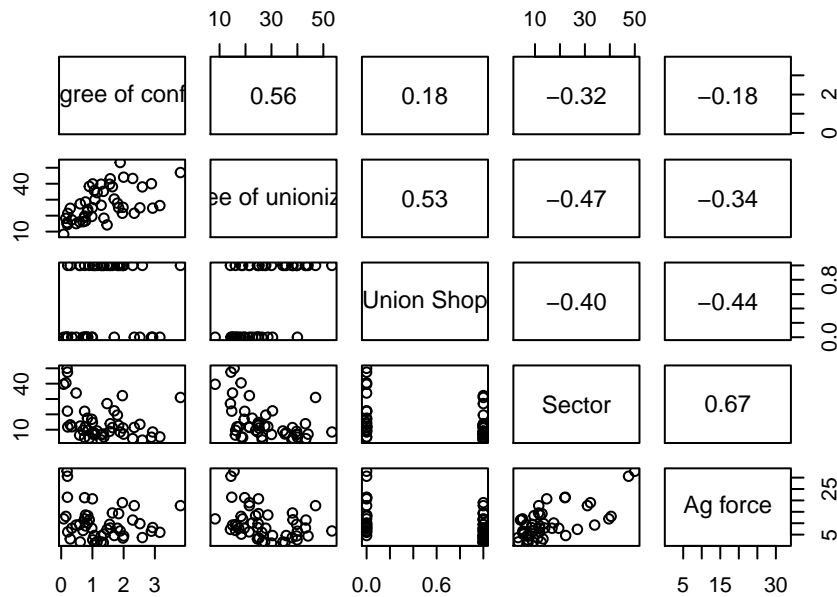 10 30 50 10 20 30 40 50
gree of conf 0.56 0.18 −0.32 −0.18 0 2
10 40 ee of unioniz 0.53 −0.47 −0.34
Union Shop −0.40 −0.44 0.0 0.8
10 40 Sector 0.67
Ag force 5 25
0 1 2 3 0.0 0.6 5 15 30